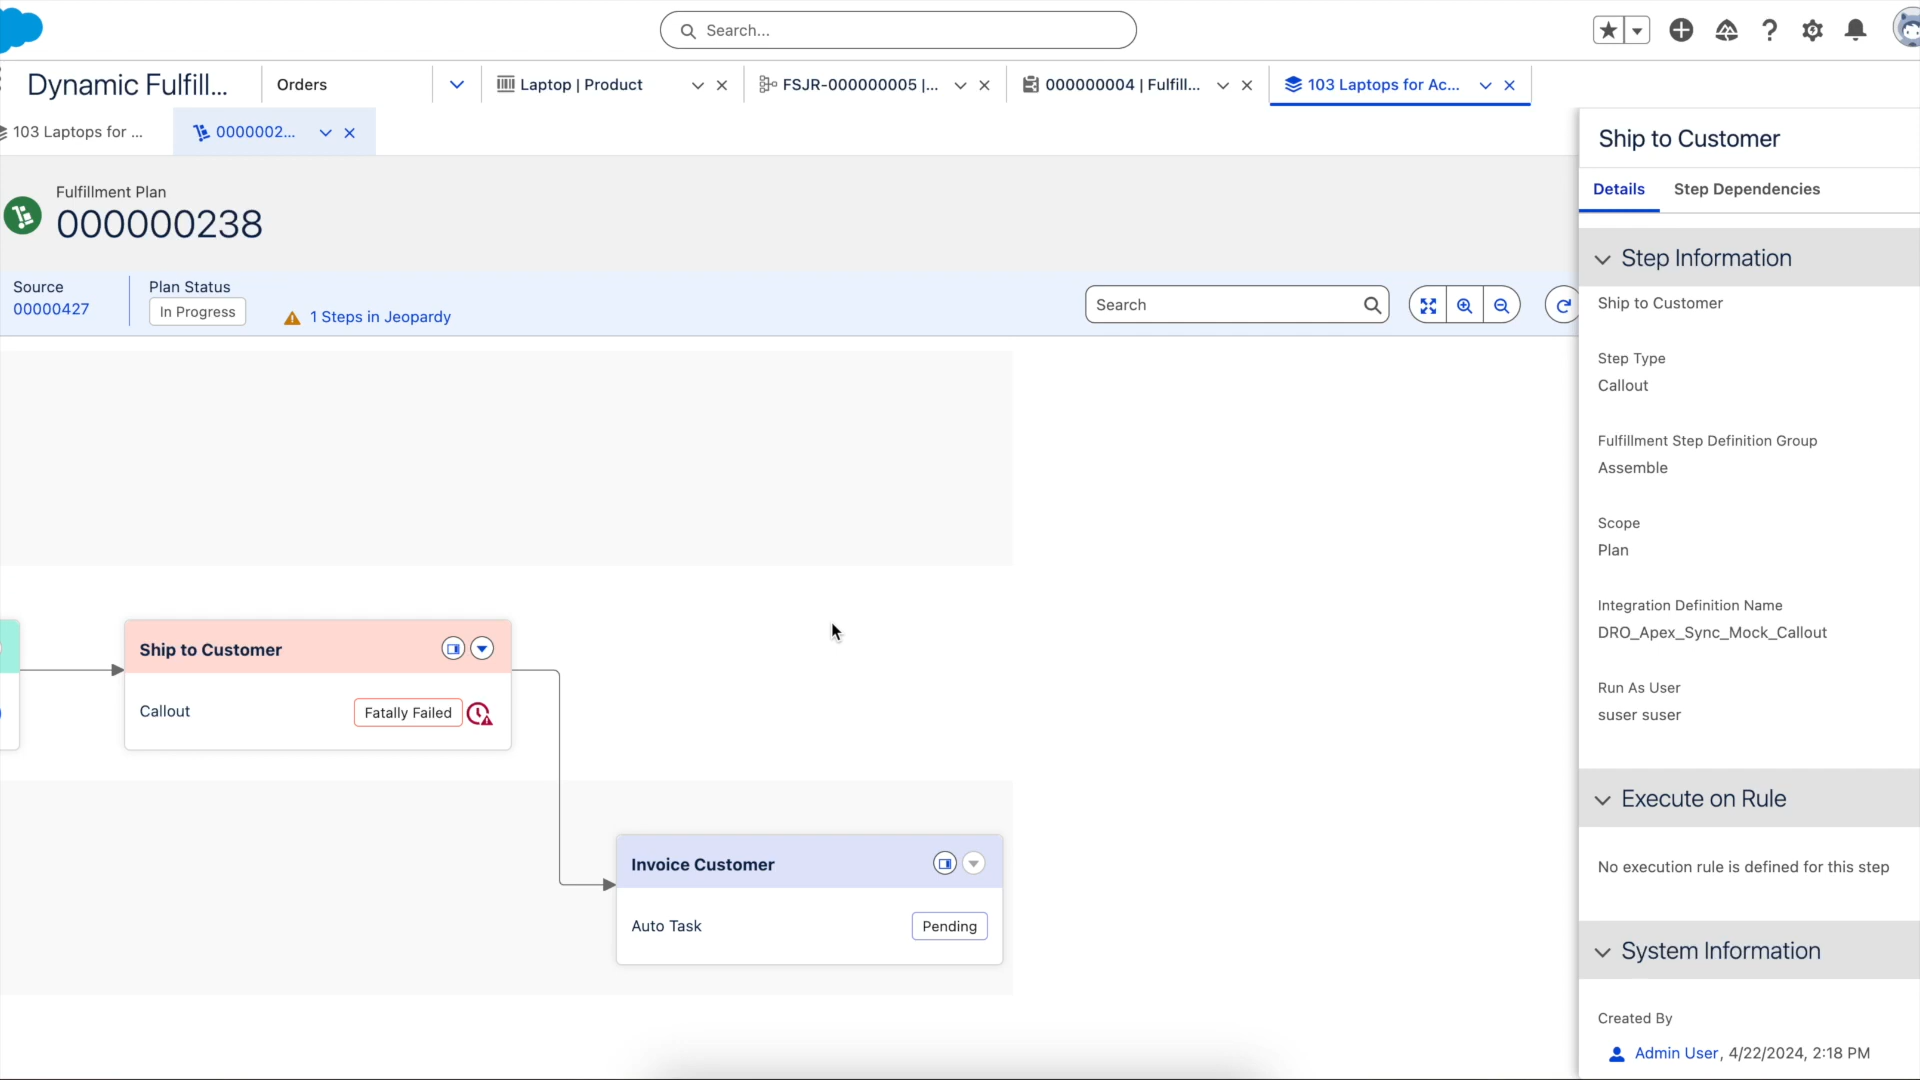 Search...
Dynamic Fulfill...
Orders
Laptop | Product
FSJR-000000005 |...
000000004 | Fulfill...
103 Laptops for Ac...
103 Laptops for ...
0000002...
Fulfillment Plan
000000238
Source
00000427
Plan Status
In Progress
1 Steps in Jeopardy
Search
Ship to Customer
Callout
Fatally Failed
Invoice Customer
Auto Task
Pending
Ship to Customer
Details
Step Dependencies
Step Information
Ship to Customer
Step Type
Callout
Fulfillment Step Definition Group
Assemble
Scope
Plan
Integration Definition Name
DRO_Apex_Sync_Mock_Callout
Run As User
suser suser
Execute on Rule
No execution rule is defined for this step
System Information
Created By
Admin User, 4/22/2024, 2:18 PM